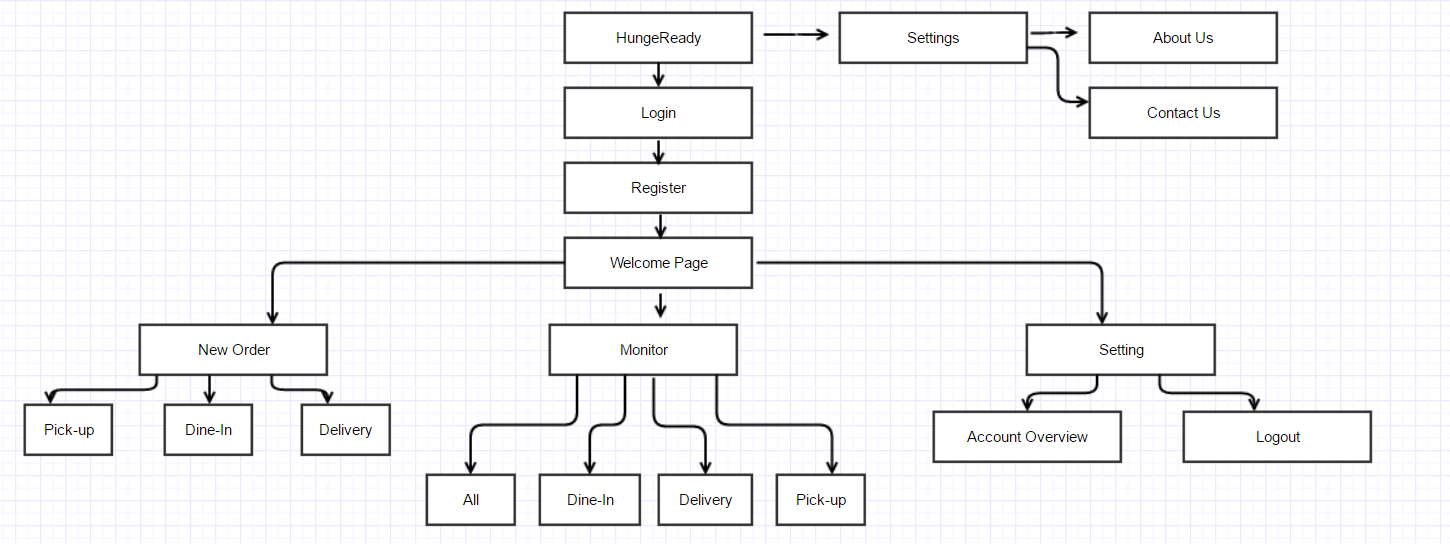 HungeReady
Settings
About Us
Login
Contact Us
Register
Welcome Page
New Order
Monitor
Setting
Pick-up
Dine-In
Delivery
Account Overview
Logout
All
Dine-In
Delivery
Pick-up